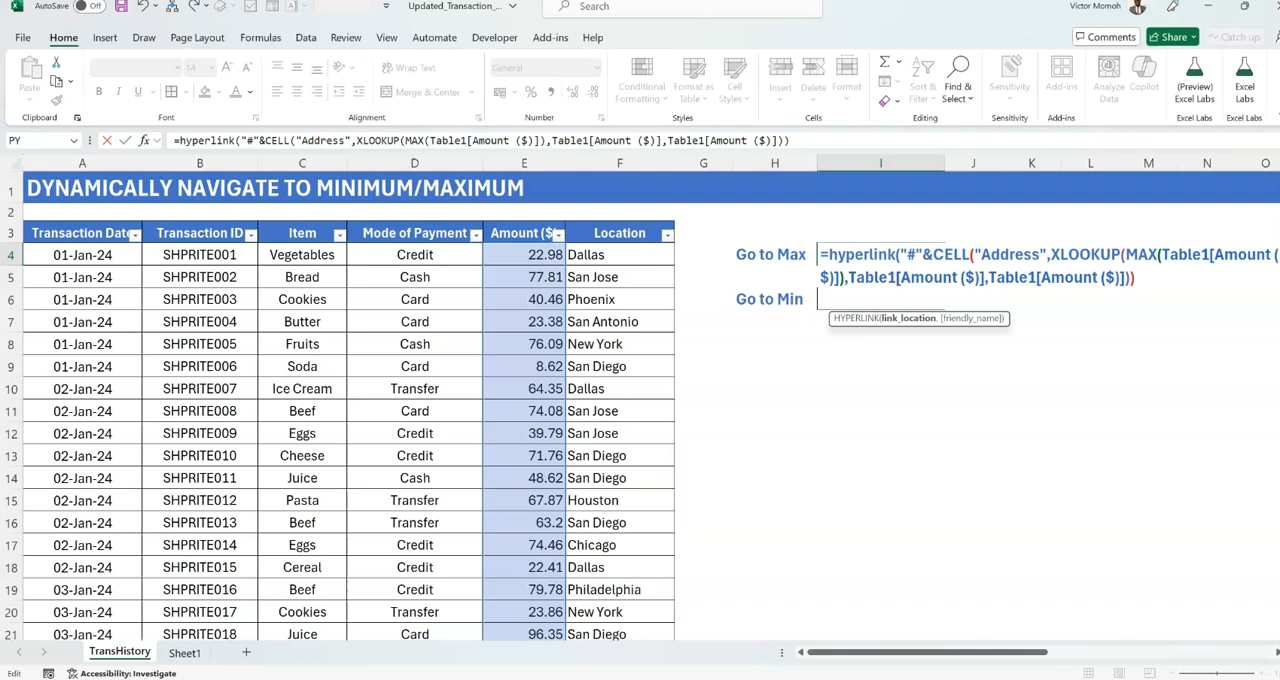 AutoSave Off Updated_Transaction_... Search Victor Momoh
File Home Insert Draw Page Layout Formulas Data Review View Automate Developer Add-ins Help Comments Share Catch up
Paste 14 A A Wrap Text General Conditional Formatting Format as Table Cell Styles Insert Delete Format Sort & Filter Find & Select Sensitivity Add-ins Analyze Data Copilot (Preview) Excel Labs Excel Labs
B I U A Merge & Center % 
Clipboard Font Alignment Number Styles Cells Editing Sensitivity Add-ins (Preview) Excel Labs Excel Labs
PY fx =hyperlink("#"&CELL("Address",XLOOKUP(MAX(Table1[Amount ($)]),Table1[Amount ($)],Table1[Amount ($)]))
A B C D E F G H I J K L M N O
1 DYNAMICALLY NAVIGATE TO MINIMUM/MAXIMUM
2
3 Transaction Date Transaction ID Item Mode of Payment Amount ($ Location
4 01-Jan-24 SHPRITE001 Vegetables Credit 22.98 Dallas Go to Max =hyperlink("#"&CELL("Address",XLOOKUP(MAX(Table1[Amount (
5 01-Jan-24 SHPRITE002 Bread Cash 77.81 San Jose $)]),Table1[Amount ($)],Table1[Amount ($)]))
6 01-Jan-24 SHPRITE003 Cookies Card 40.46 Phoenix Go to Min
7 01-Jan-24 SHPRITE004 Butter Card 23.38 San Antonio HYPERLINK(link_location, [friendly_name])
8 01-Jan-24 SHPRITE005 Fruits Cash 76.09 New York
9 01-Jan-24 SHPRITE006 Soda Card 8.62 San Diego
10 02-Jan-24 SHPRITE007 Ice Cream Transfer 64.35 Dallas
11 02-Jan-24 SHPRITE008 Beef Card 74.08 San Jose
12 02-Jan-24 SHPRITE009 Eggs Credit 39.79 San Jose
13 02-Jan-24 SHPRITE010 Cheese Credit 71.76 San Diego
14 02-Jan-24 SHPRITE011 Juice Cash 48.62 San Diego
15 02-Jan-24 SHPRITE012 Pasta Transfer 67.87 Houston
16 02-Jan-24 SHPRITE013 Beef Transfer 63.2 San Diego
17 02-Jan-24 SHPRITE014 Eggs Credit 74.46 Chicago
18 02-Jan-24 SHPRITE015 Cereal Credit 22.41 Dallas
19 03-Jan-24 SHPRITE016 Beef Credit 79.78 Philadelphia
20 03-Jan-24 SHPRITE017 Cookies Transfer 23.86 New York
21 03-Jan-24 SHPRITE018 Juice Card 96.35 San Diego
TransHistory Sheet1
Edit Accessibility: Investigate